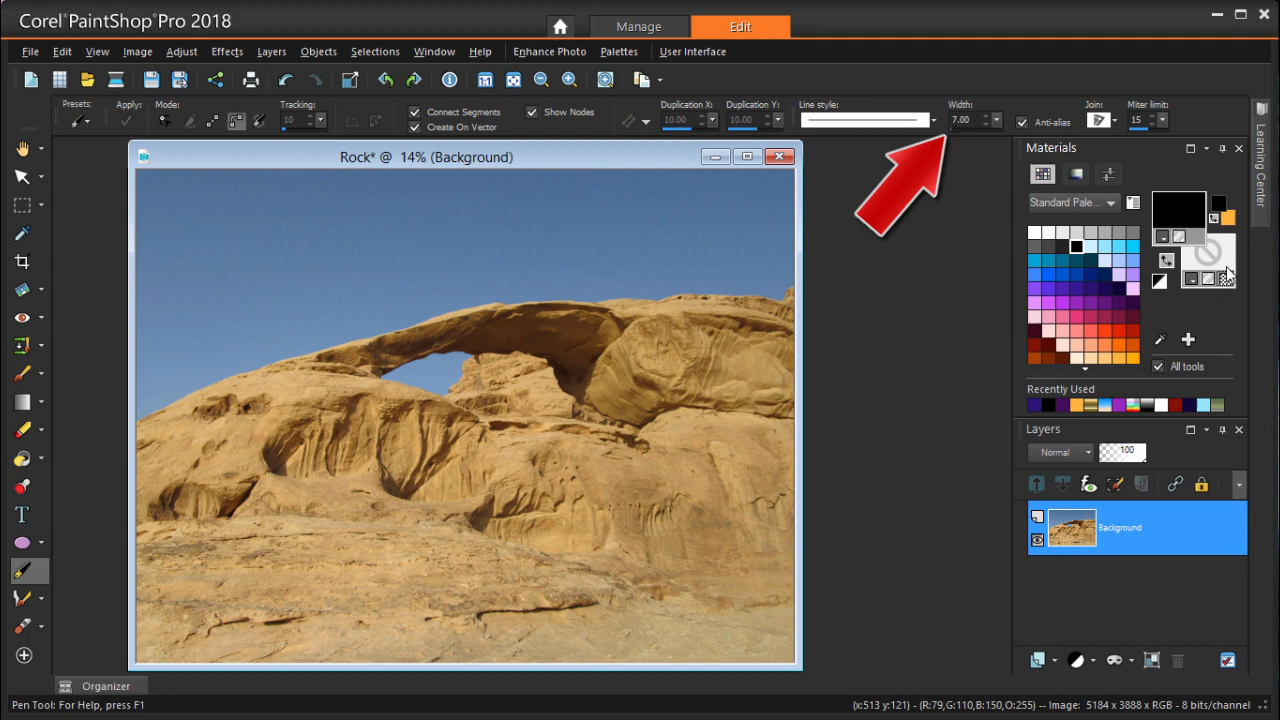 Corel®PaintShop®Pro 2018
Manage
Edit
File Edit View Image Adjust Effects Layers Objects Selections Window Help Enhance Photo Palettes User Interface
Presets: Apply: Mode: Tracking: 10
Connect Segments
Create On Vector
Show Nodes
Duplication X: 10.00
Duplication Y: 10.00
Line style:
Width: 7.00
Anti-alias
Join:
Miter limit: 15
Rock* @ 14% (Background)
Materials
Standard Pale...
All tools
Recently Used
Layers
Normal
100
Background
Learning Center
Organizer
Pen Tool: For Help, press F1
(x:513 y:121) -- (R:79,G:110,B:150,O:255) -- Image: 5184 x 3888 x RGB - 8 bits/channel